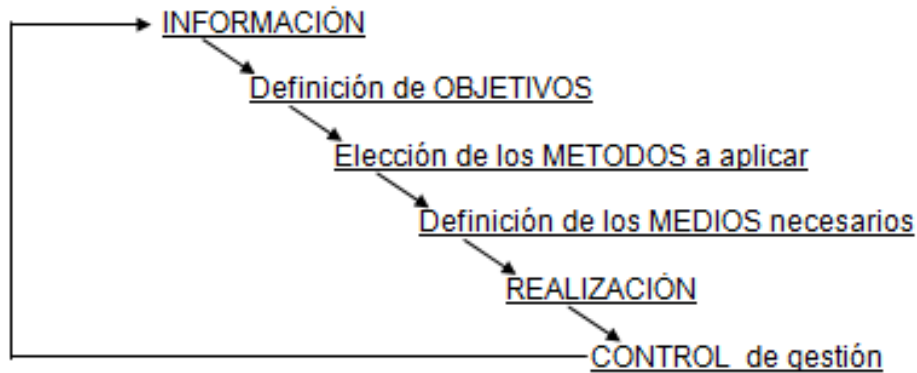 INFORMACIÓN
Definición de OBJETIVOS
Elección de los METODOS a aplicar
Definición de los MEDIOS necesarios
REALIZACIÓN
CONTROL de gestión